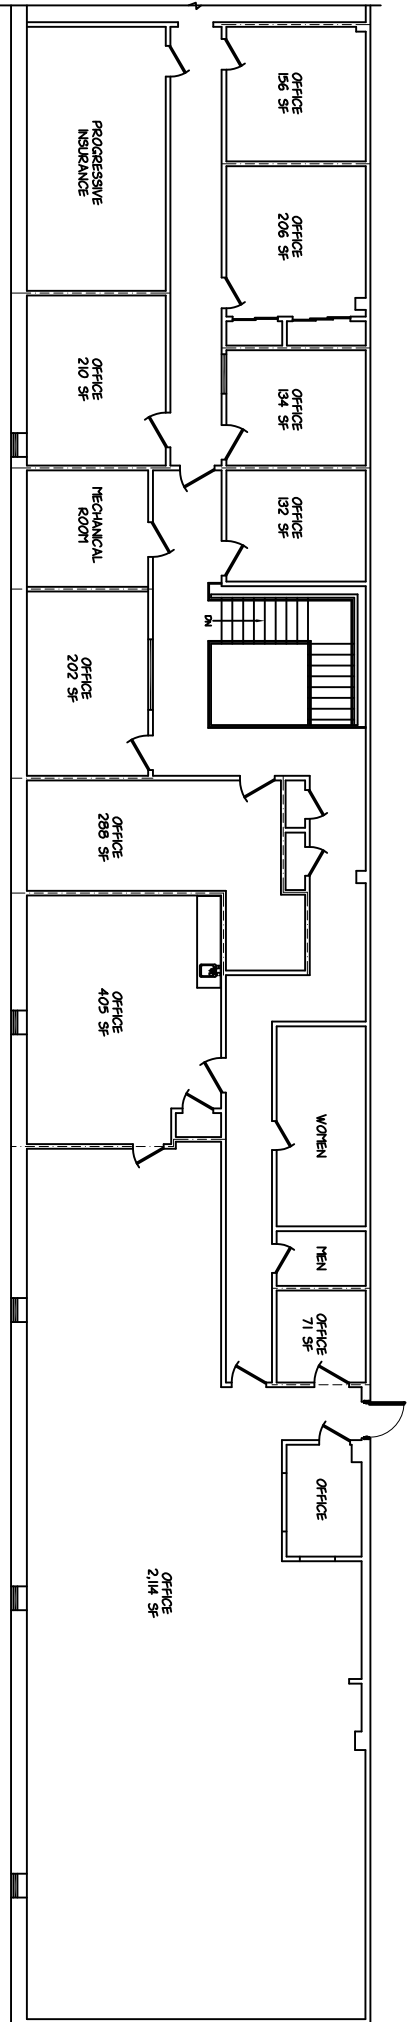 OFFICE
156 SF
PROGRESSIVE
INSURANCE
OFFICE
206 SF
OFFICE
210 SF
OFFICE
134 SF
MECHANICAL
ROOM
OFFICE
132 SF
DN
OFFICE
202 SF
OFFICE
288 SF
OFFICE
405 SF
WOMEN
MEN
OFFICE
71 SF
OFFICE
OFFICE
2,114 SF